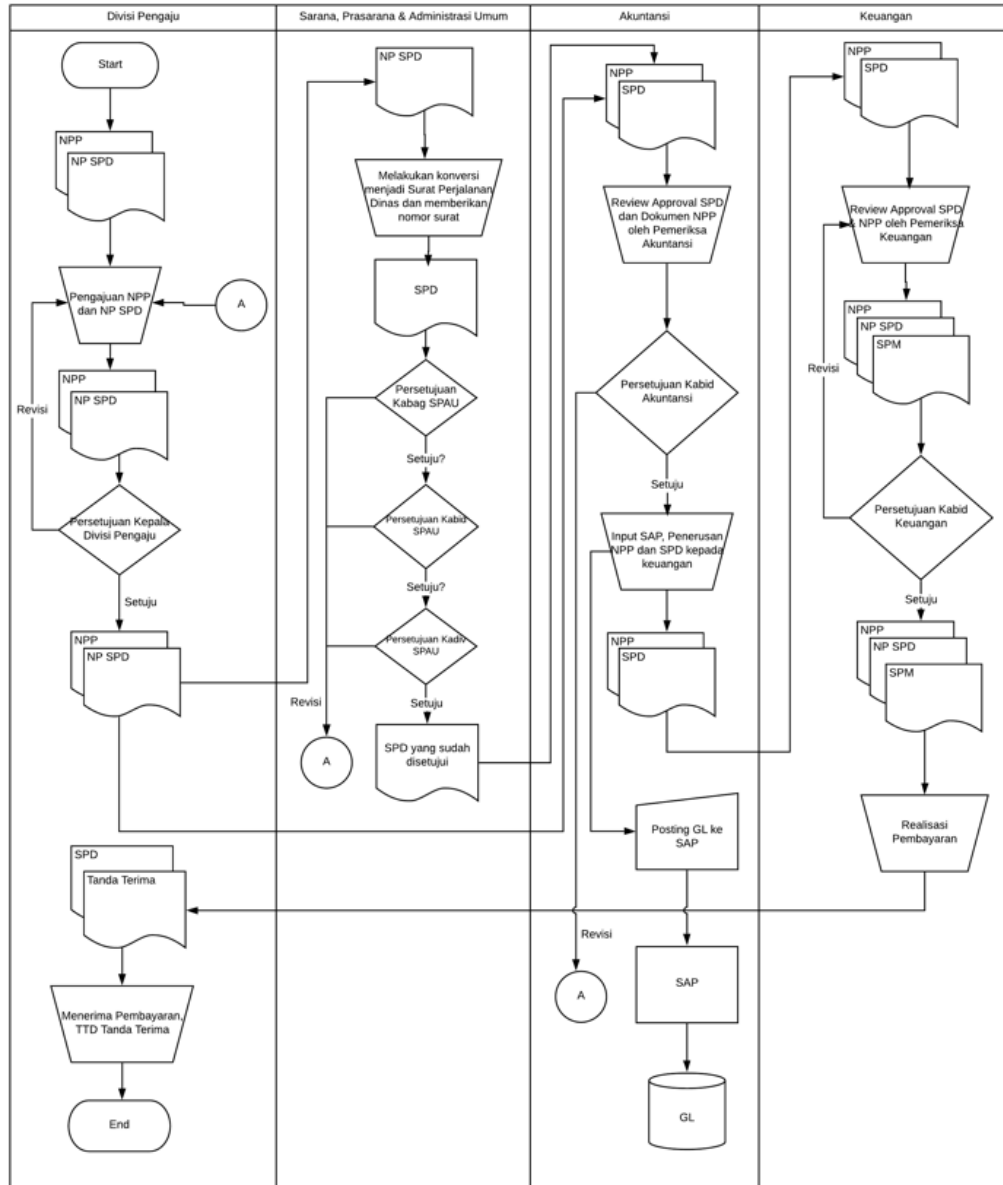 Divisi Pengaju
Sarana, Prasarana & Administrasi Umum
Akuntansi
Keuangan
Start
NPP
NP SPD
Pengajuan NPP
dan NP SPD
A
NPP
NP SPD
Revisi
Persetujuan Kepala
Divisi Pengaju
Setuju
NPP
NP SPD
SPD
Tanda Terima
Menerima Pembayaran,
TTD Tanda Terima
End
NP SPD
Melakukan konversi
menjadi Surat Perjalanan
Dinas dan memberikan
nomor surat
SPD
Persetujuan
Kabag SPAU
Setuju?
Persetujuan Kabid
SPAU
Setuju?
Persetujuan Kadiv
SPAU
Setuju
Revisi
A
SPD yang sudah
disetujui
NPP
SPD
Review Approval SPD
dan Dokumen NPP
oleh Pemeriksa
Akuntansi
Persetujuan Kabid
Akuntansi
Setuju
Input SAP, Penerusan
NPP dan SPD kepada
keuangan
NPP
SPD
Posting GL ke
SAP
Revisi
A
SAP
GL
NPP
SPD
Review Approval SPD
& NPP oleh Pemeriksa
Keuangan
NPP
NP SPD
SPM
Revisi
Persetujuan Kabid
Keuangan
Setuju
NPP
NP SPD
SPM
Realisasi
Pembayaran